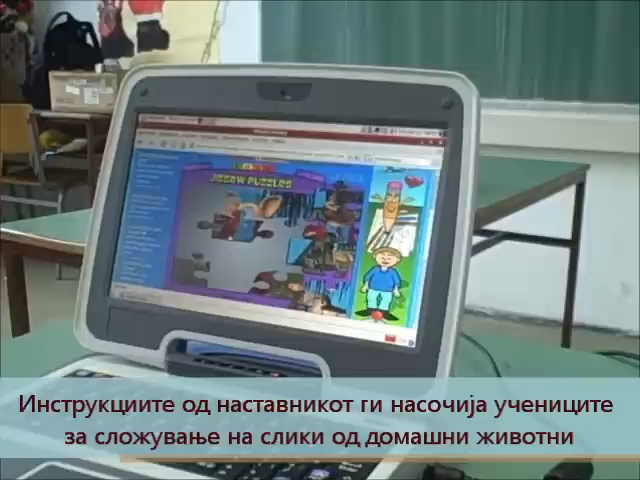 JIGSAW PUZZLES
Инструкциите од наставникот ги насочија учениците
за сложување на слики од домашни животни